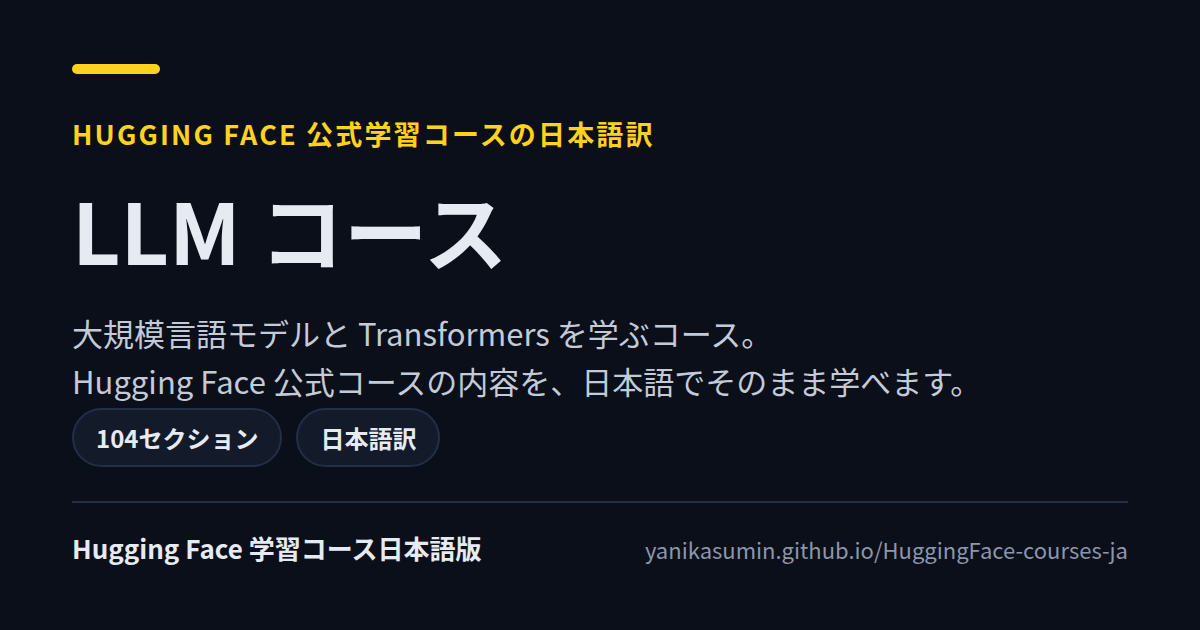 HUGGING FACE 公式学習コースの日本語訳
LLM コース
大規模言語モデルと Transformers を学ぶコース。
Hugging Face 公式コースの内容を、日本語でそのまま学べます。
104セクション 日本語訳
Hugging Face 学習コース日本語版 yanikasumin.github.io/HuggingFace-courses-ja